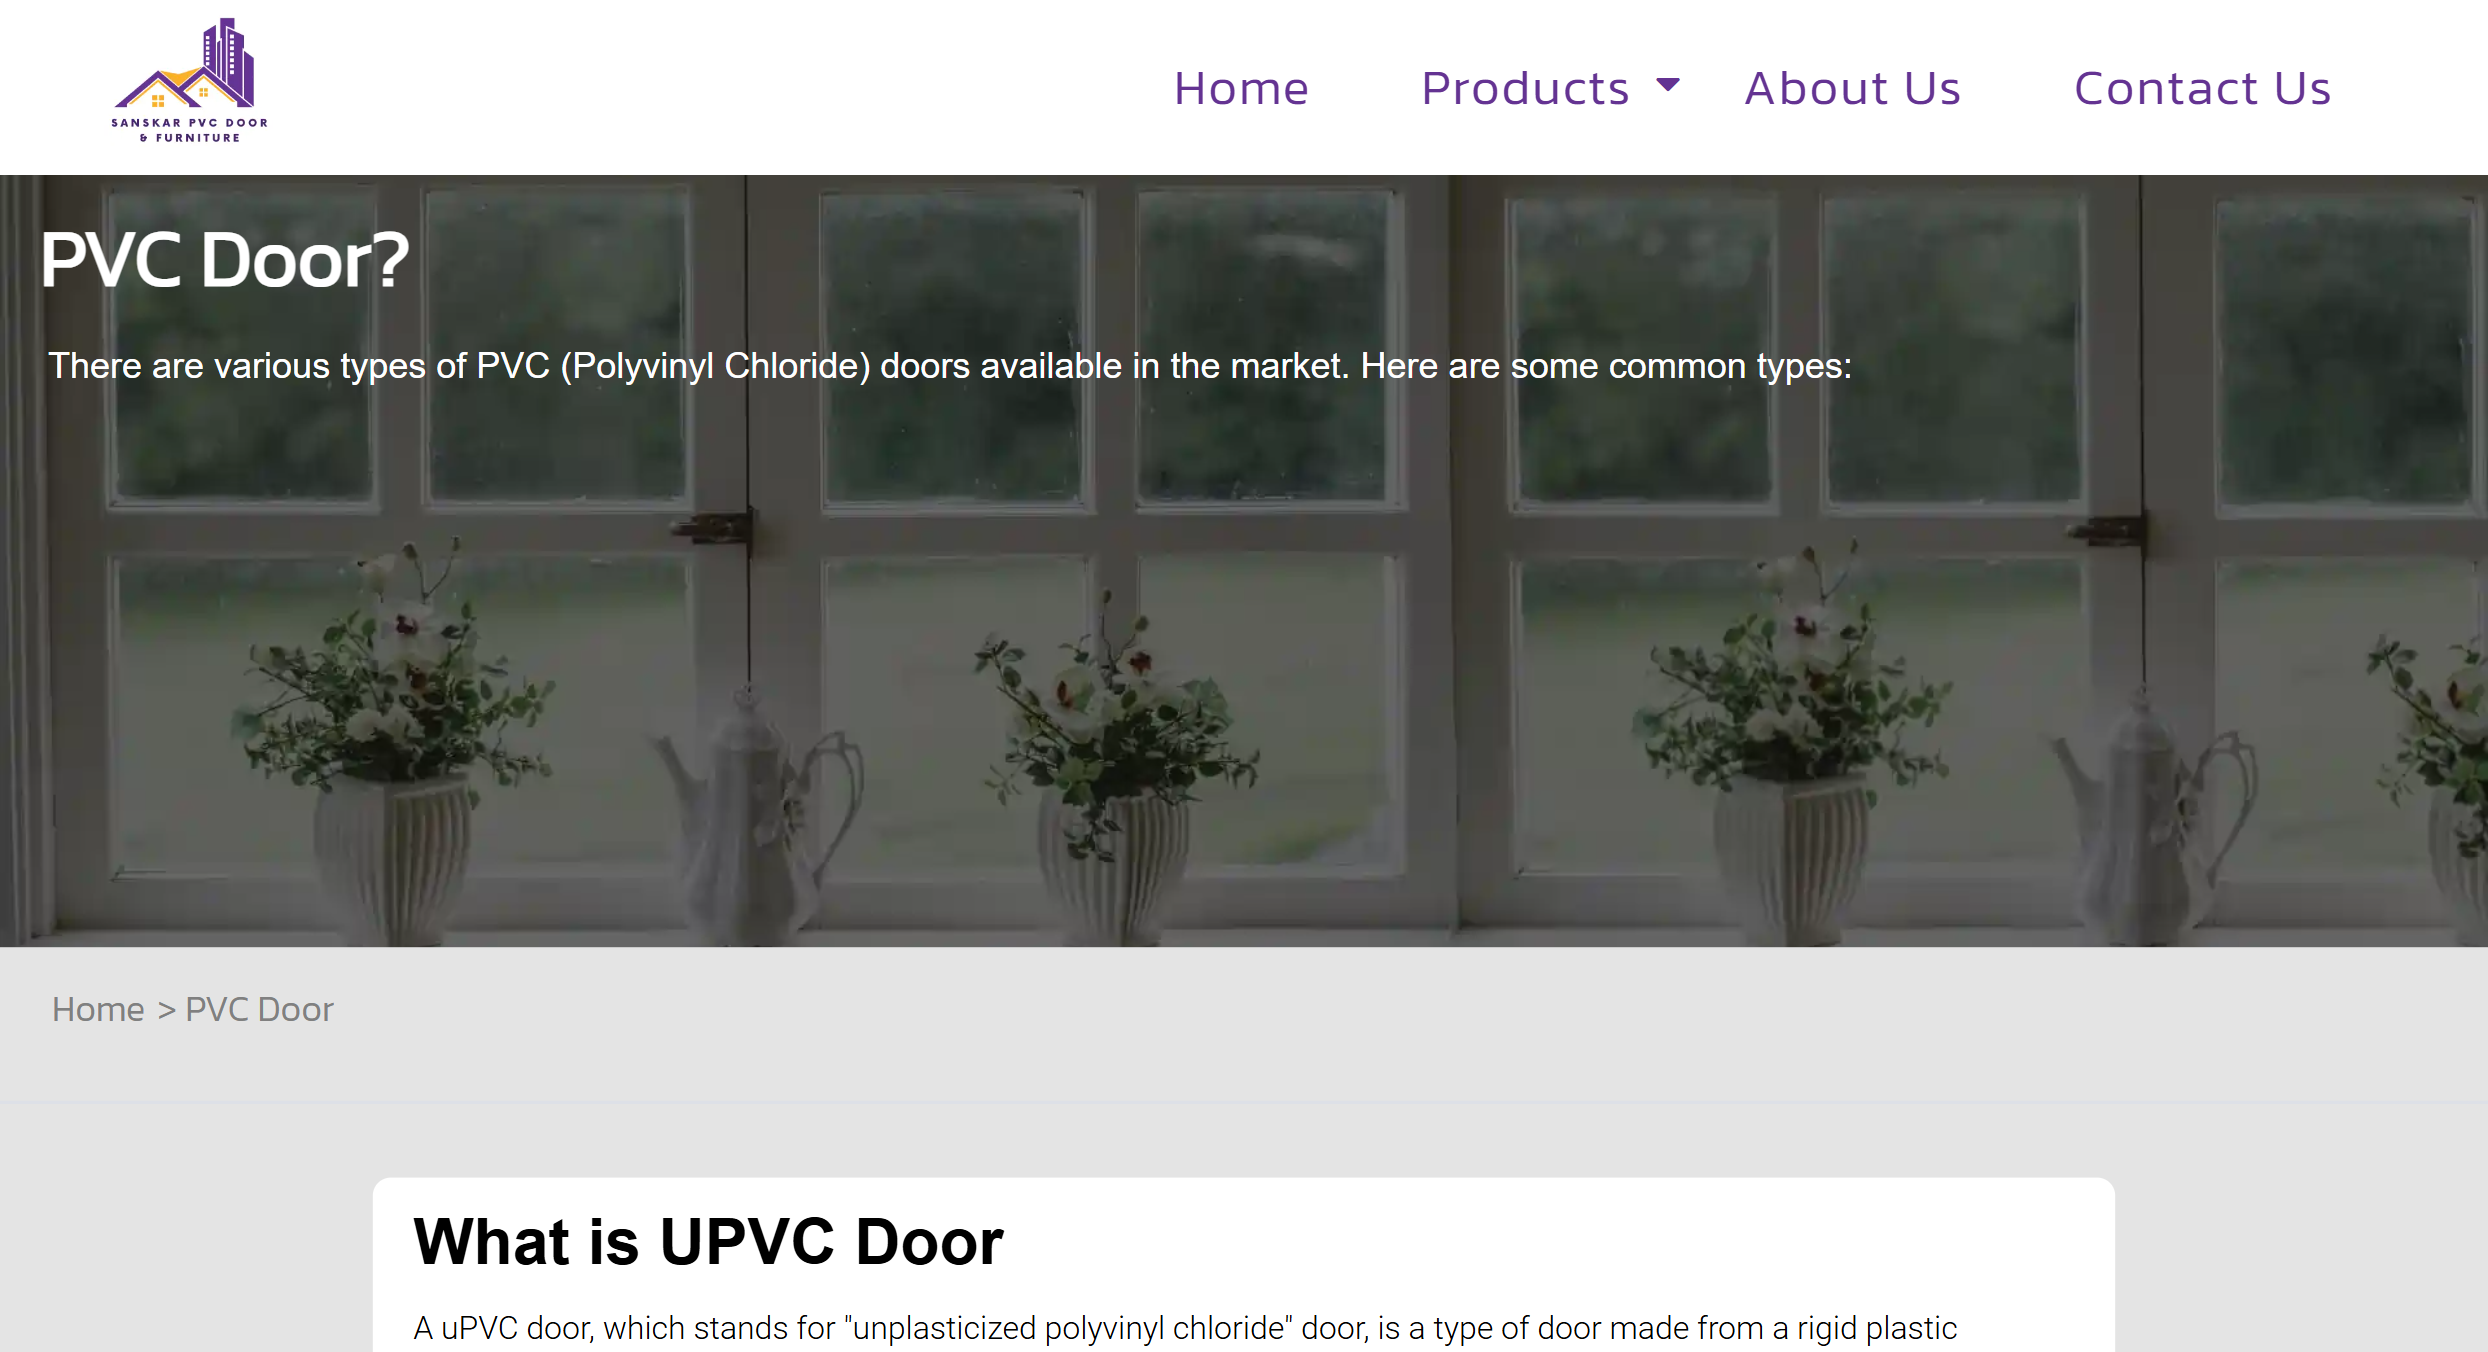 SANSKAR PVC DOOR
& FURNITURE
Home Products About Us Contact Us
PVC Door?
There are various types of PVC (Polyvinyl Chloride) doors available in the market. Here are some common types:
Home > PVC Door
What is UPVC Door
A uPVC door, which stands for "unplasticized polyvinyl chloride" door, is a type of door made from a rigid plastic